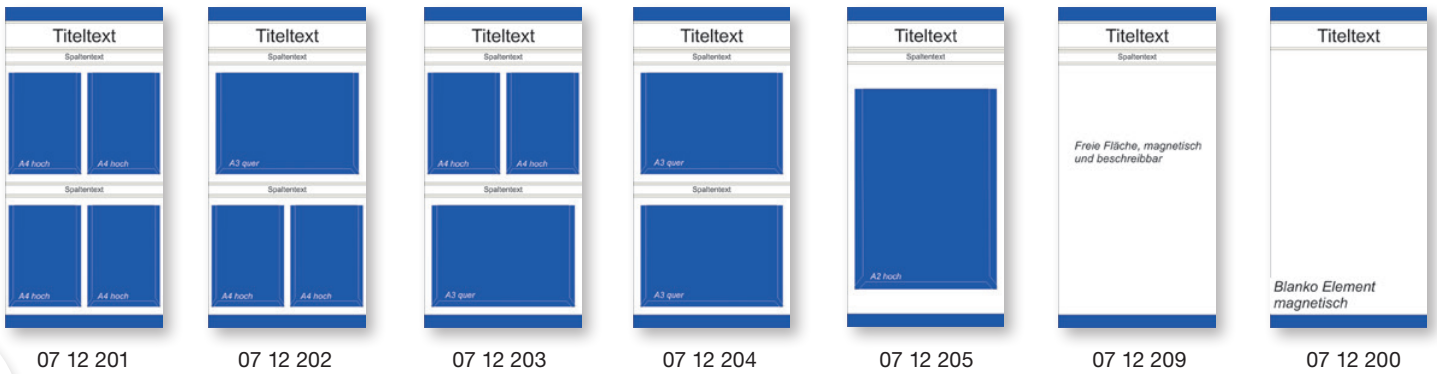 Titeltext
Spaltentext
A4 hoch A4 hoch
Spaltentext
A4 hoch A4 hoch
07 12 201
Titeltext
Spaltentext
A3 quer
Spaltentext
A4 hoch A4 hoch
07 12 202
Titeltext
Spaltentext
A4 hoch A4 hoch
Spaltentext
A3 quer
07 12 203
Titeltext
Spaltentext
A3 quer
Spaltentext
A3 quer
07 12 204
Titeltext
Spaltentext
A2 hoch
07 12 205
Titeltext
Spaltentext
Freie Fläche, magnetisch
und beschreibbar
07 12 209
Titeltext
Blanko Element
magnetisch
07 12 200